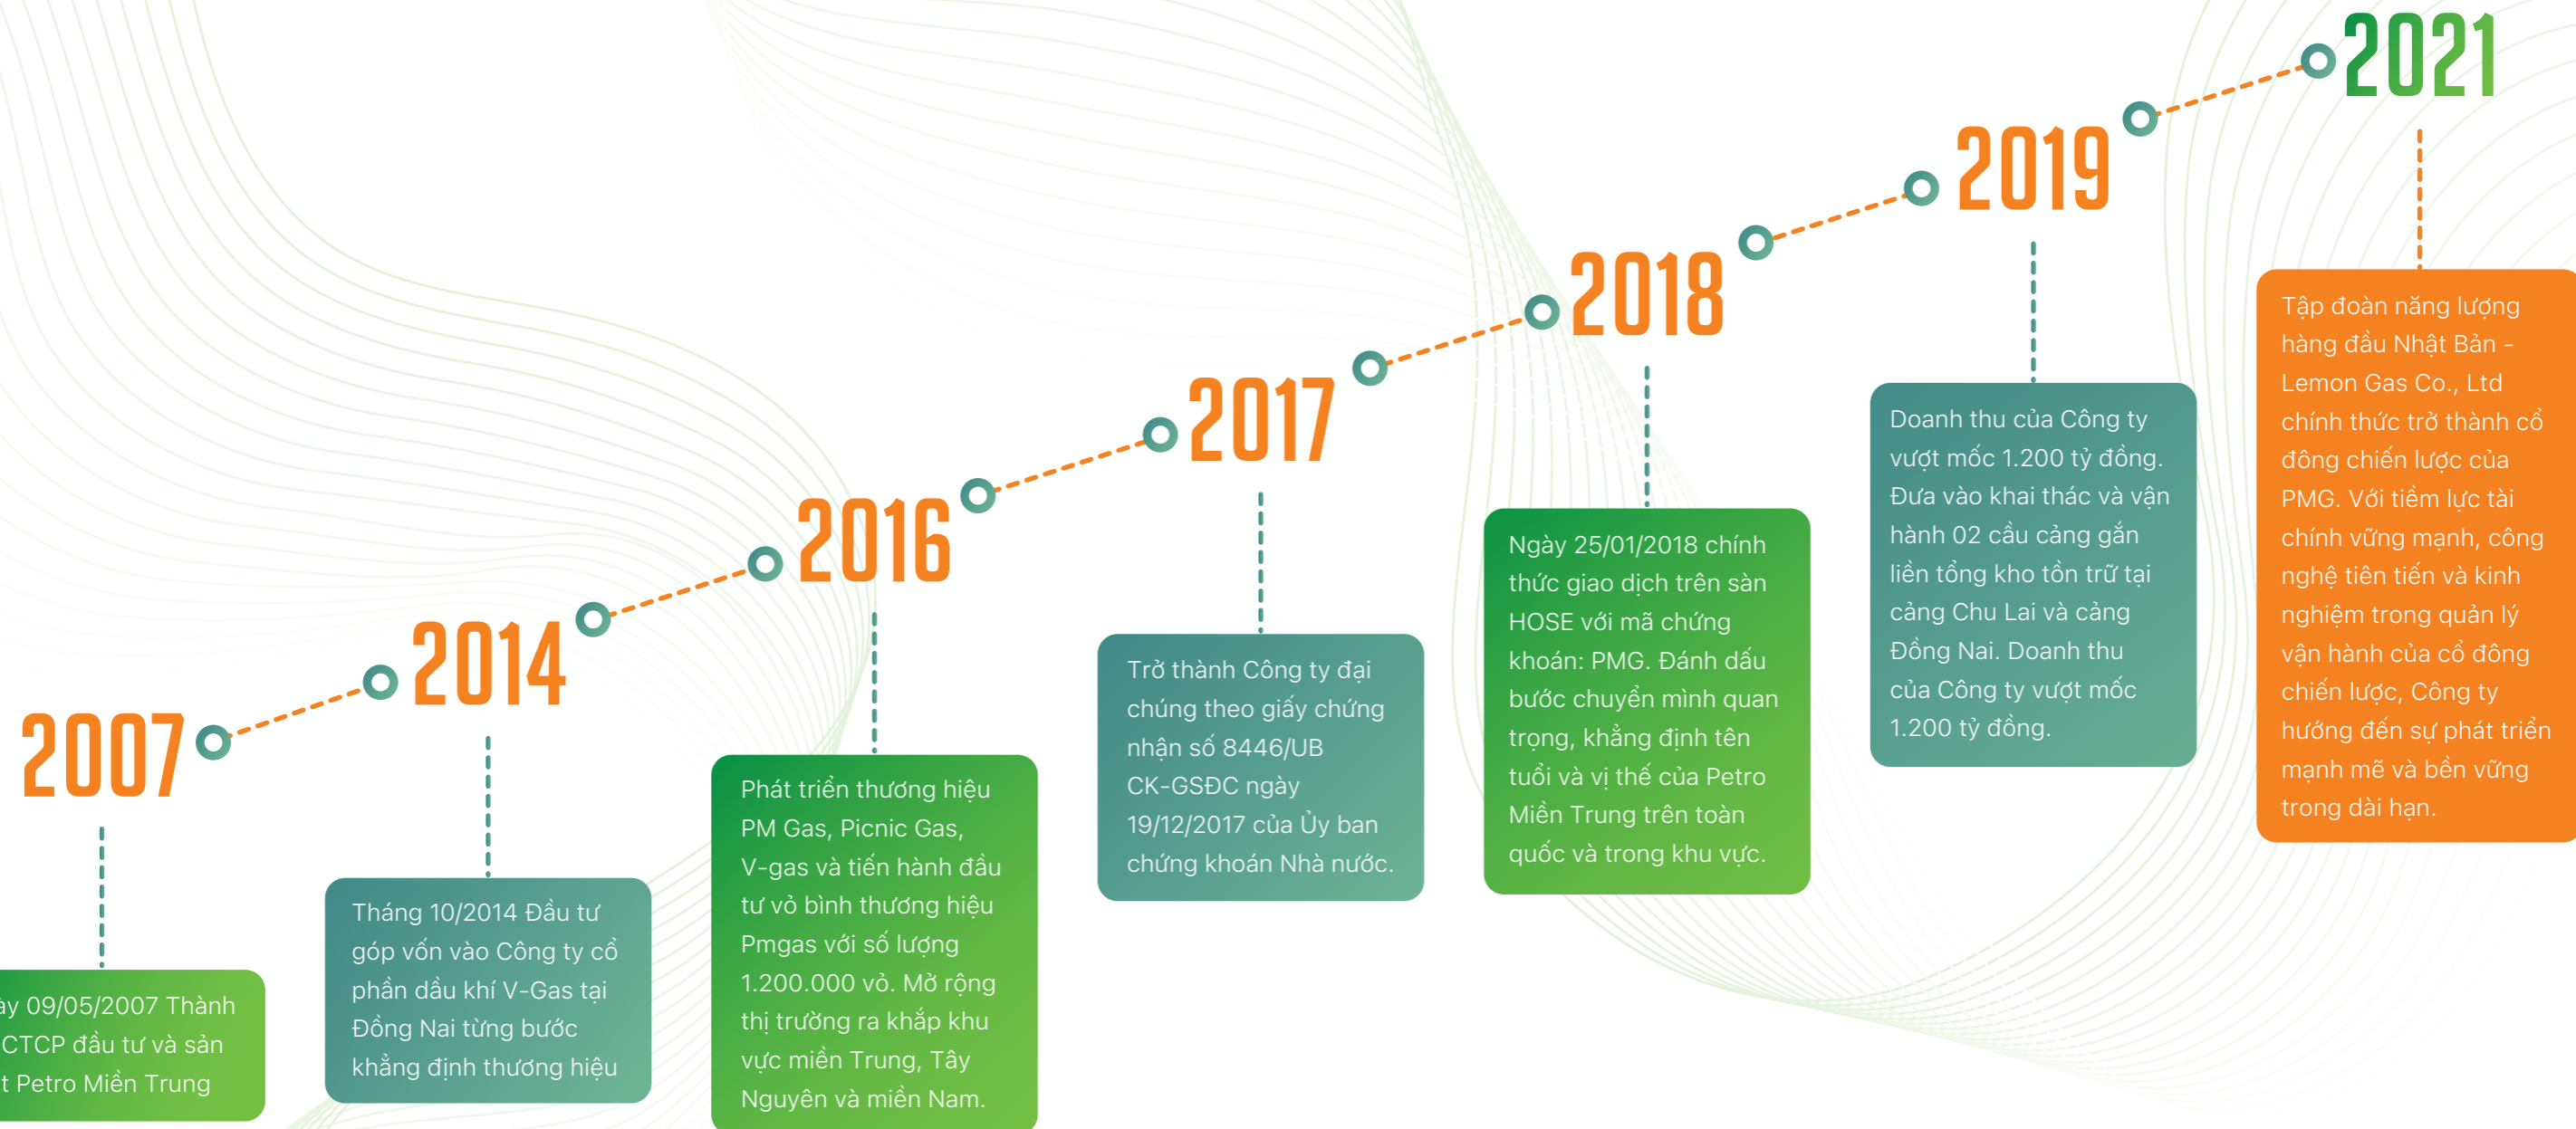 2007
ày 09/05/2007 Thành
CTCP đầu tư và sản
t Petro Miền Trung
2014
Tháng 10/2014 Đầu tư
góp vốn vào Công ty cổ
phần dầu khí V-Gas tại
Đồng Nai từng bước
khẳng định thương hiệu
2016
Phát triển thương hiệu
PM Gas, Picnic Gas,
V-gas và tiến hành đầu
tư vỏ bình thương hiệu
Pmgas với số lượng
1.200.000 vỏ. Mở rộng
thị trường ra khắp khu
vực miền Trung, Tây
Nguyên và miền Nam.
2017
Trở thành Công ty đại
chúng theo giấy chứng
nhận số 8446/UB
CK-GSĐC ngày
19/12/2017 của Ủy ban
chứng khoán Nhà nước.
2018
Ngày 25/01/2018 chính
thức giao dịch trên sàn
HOSE với mã chứng
khoán: PMG. Đánh dấu
bước chuyển mình quan
trọng, khẳng định tên
tuổi và vị thế của Petro
Miền Trung trên toàn
quốc và trong khu vực.
2019
Doanh thu của Công ty
vượt mốc 1.200 tỷ đồng.
Đưa vào khai thác và vận
hành 02 cầu cảng gắn
liền tổng kho tồn trữ tại
cảng Chu Lai và cảng
Đồng Nai. Doanh thu
của Công ty vượt mốc
1.200 tỷ đồng.
2021
Tập đoàn năng lượng
hàng đầu Nhật Bản -
Lemon Gas Co., Ltd
chính thức trở thành cổ
đông chiến lược của
PMG. Với tiềm lực tài
chính vững mạnh, công
nghệ tiên tiến và kinh
nghiệm trong quản lý
vận hành của cổ đông
chiến lược, Công ty
hướng đến sự phát triển
mạnh mẽ và bền vững
trong dài hạn.